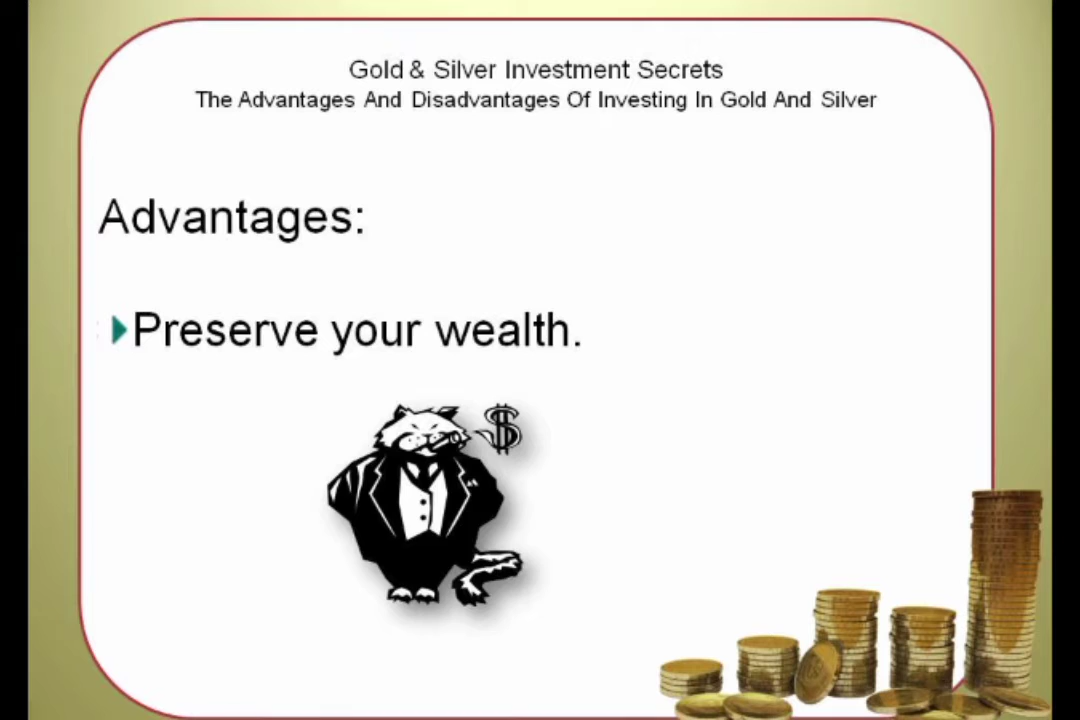 Gold & Silver Investment Secrets
The Advantages And Disadvantages Of Investing In Gold And Silver
Advantages:
Preserve your wealth.
$